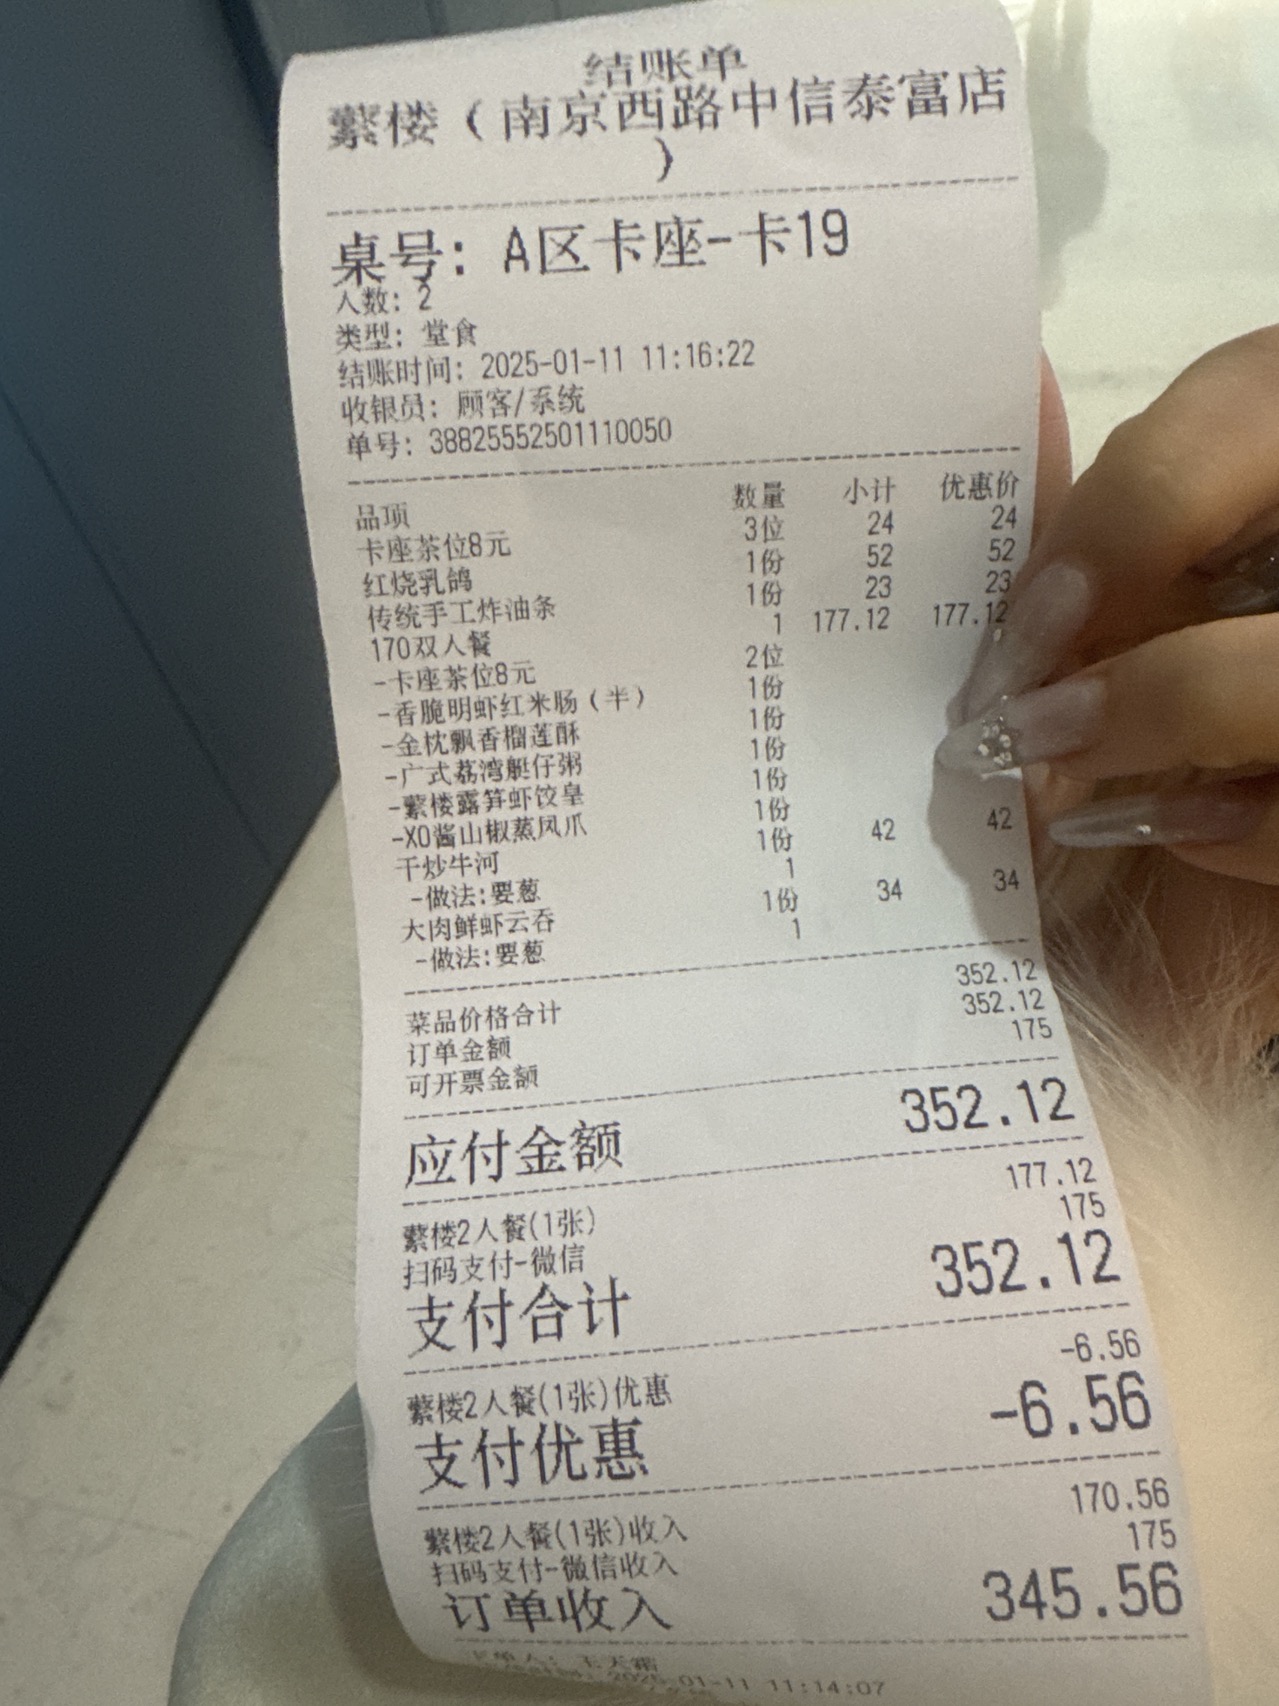 结账单
蘩楼（南京西路中信泰富店
）
桌号：A区卡座-卡19
人数：2
类型：堂食
结账时间：2025-01-11 11:16:22
收银员：顾客/系统
单号：38825552501110050
品项 数量 小计 优惠价
卡座茶位8元 3位 24 24
红烧乳鸽 1份 52 52
传统手工炸油条 1份 23 23
170双人餐 1 177.12 177.12
-卡座茶位8元 2位
-香脆明虾红米肠（半） 1份
-金枕飘香榴莲酥 1份
-广式荔湾艇仔粥 1份
-蘩楼露笋虾饺皇 1份
-XO酱山椒蒸凤爪 1份
干炒牛河 1份 42 42
-做法:要葱 1
大肉鲜虾云吞 1份 34 34
-做法:要葱 1
菜品价格合计 352.12
订单金额 352.12
可开票金额 175
应付金额 352.12
蘩楼2人餐(1张) 177.12
扫码支付-微信 175
支付合计 352.12
蘩楼2人餐(1张)优惠 -6.56
支付优惠 -6.56
蘩楼2人餐(1张)收入 170.56
扫码支付-微信收入 175
订单收入 345.56
2025-01-11 11:14:07